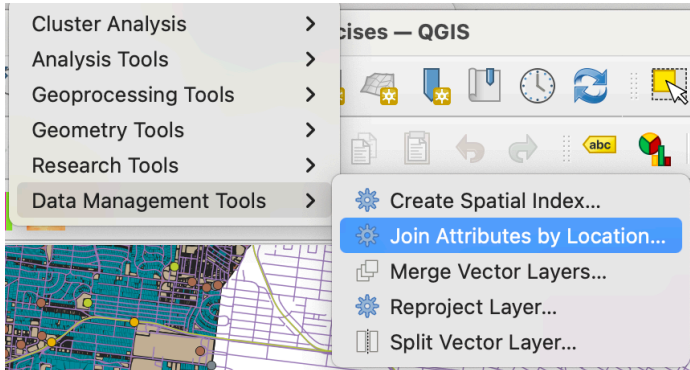 Cluster Analysis
cises — QGIS
Analysis Tools
Geoprocessing Tools
Geometry Tools
abc
Research Tools
Data Management Tools
Create Spatial Index...
Join Attributes by Location...
Merge Vector Layers...
Reproject Layer...
Split Vector Layer...